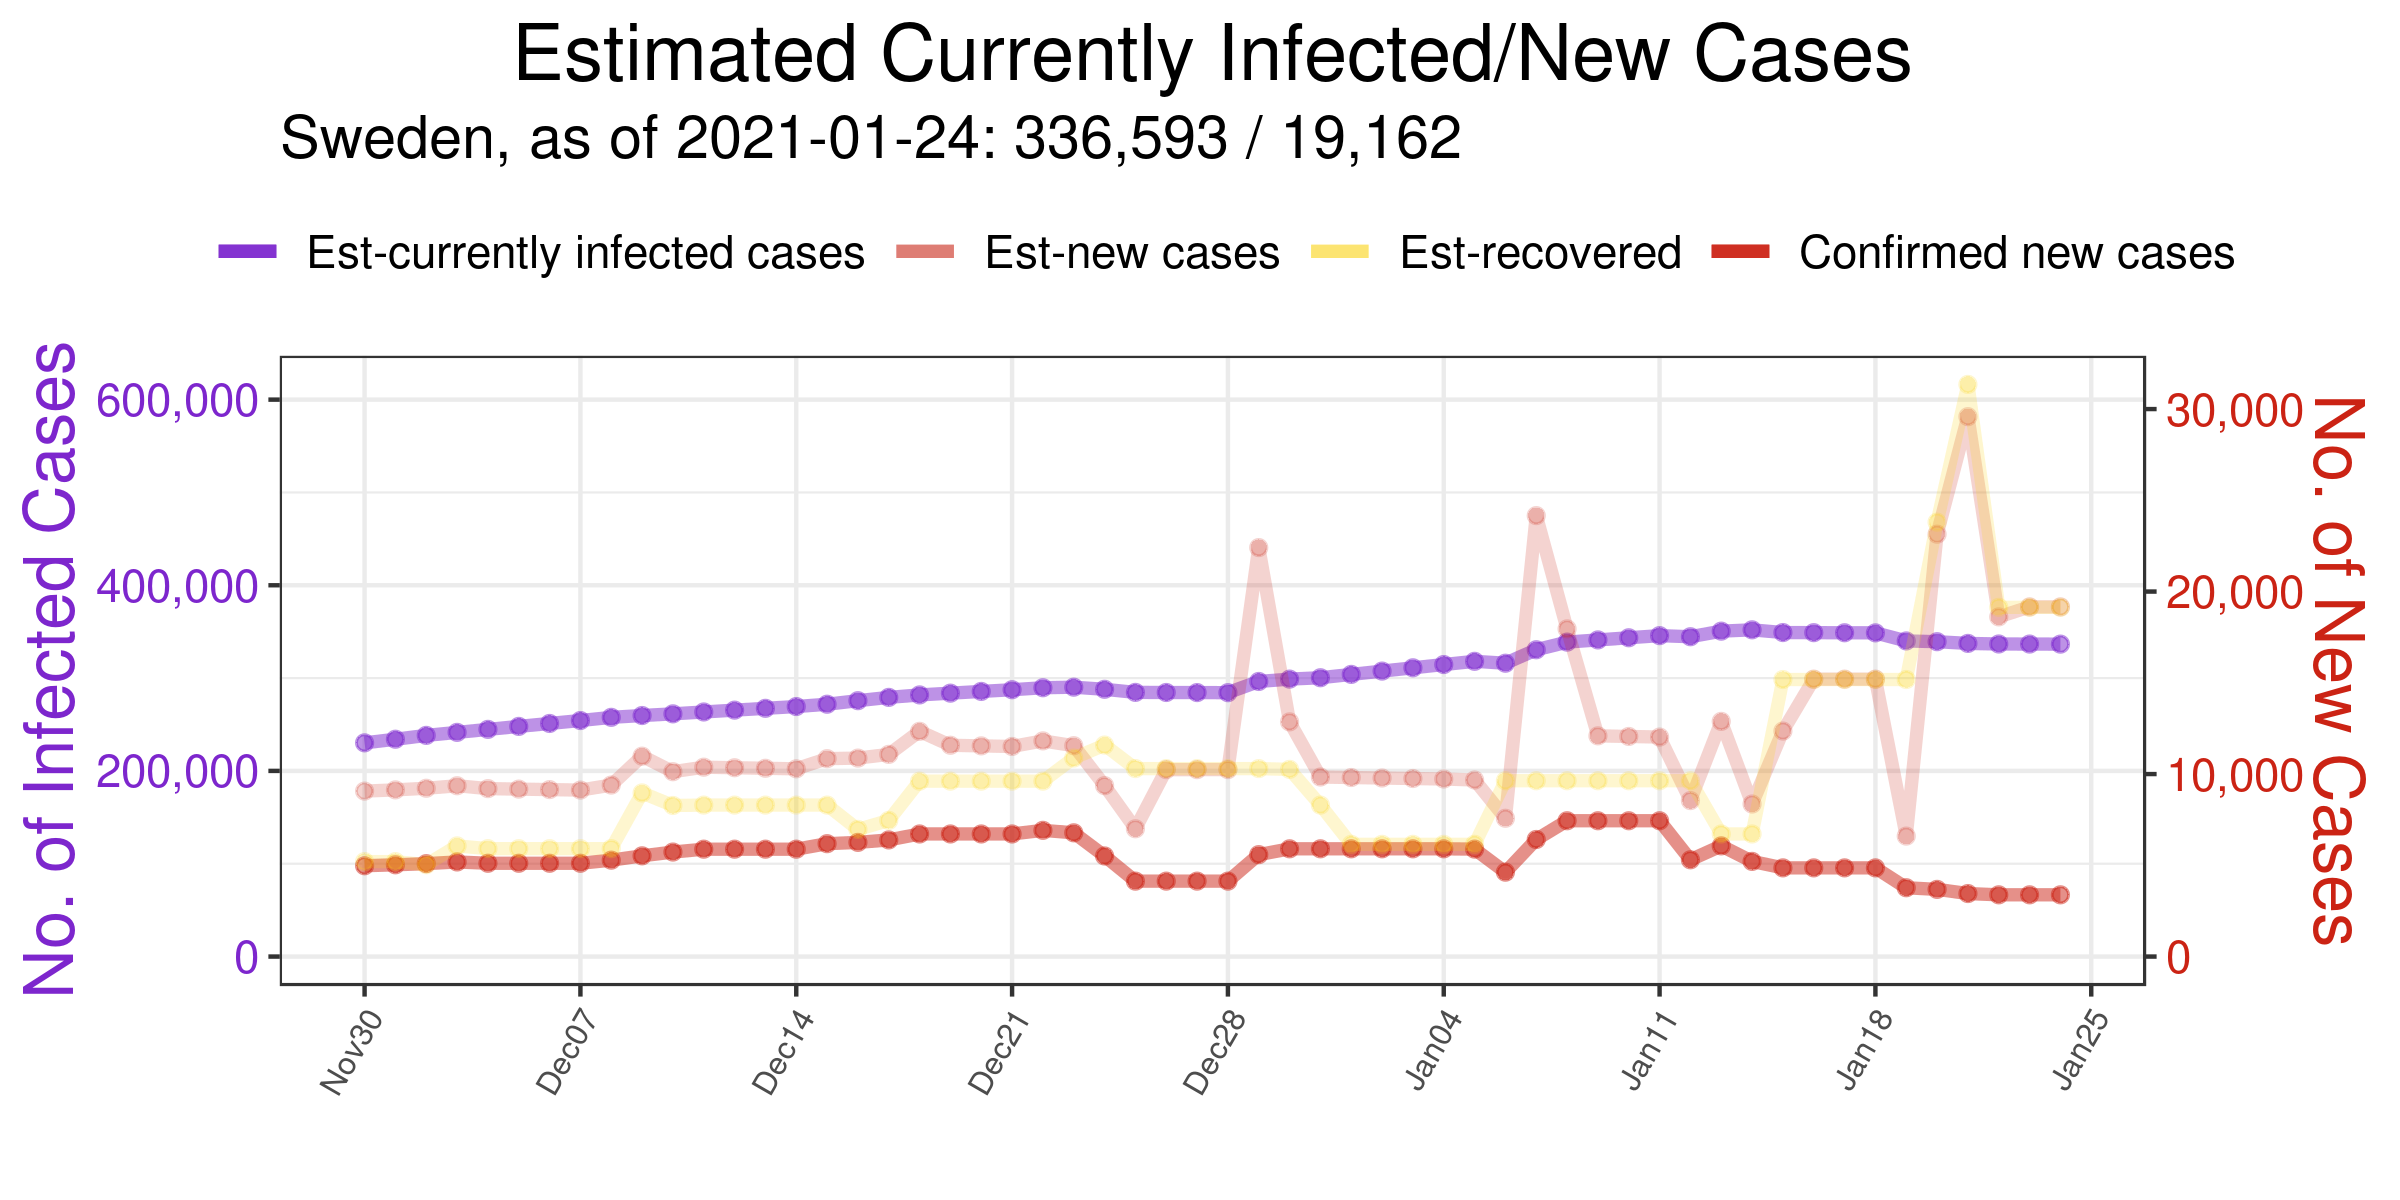 Estimated Currently Infected/New Cases
Sweden, as of 2021-01-24: 336,593 / 19,162
Est-currently infected cases Est-new cases Est-recovered Confirmed new cases
No. of Infected Cases
600,000
400,000
200,000
0
30,000
20,000
10,000
0
No. of New Cases
Nov30 Dec07 Dec14 Dec21 Dec28 Jan04 Jan11 Jan18 Jan25